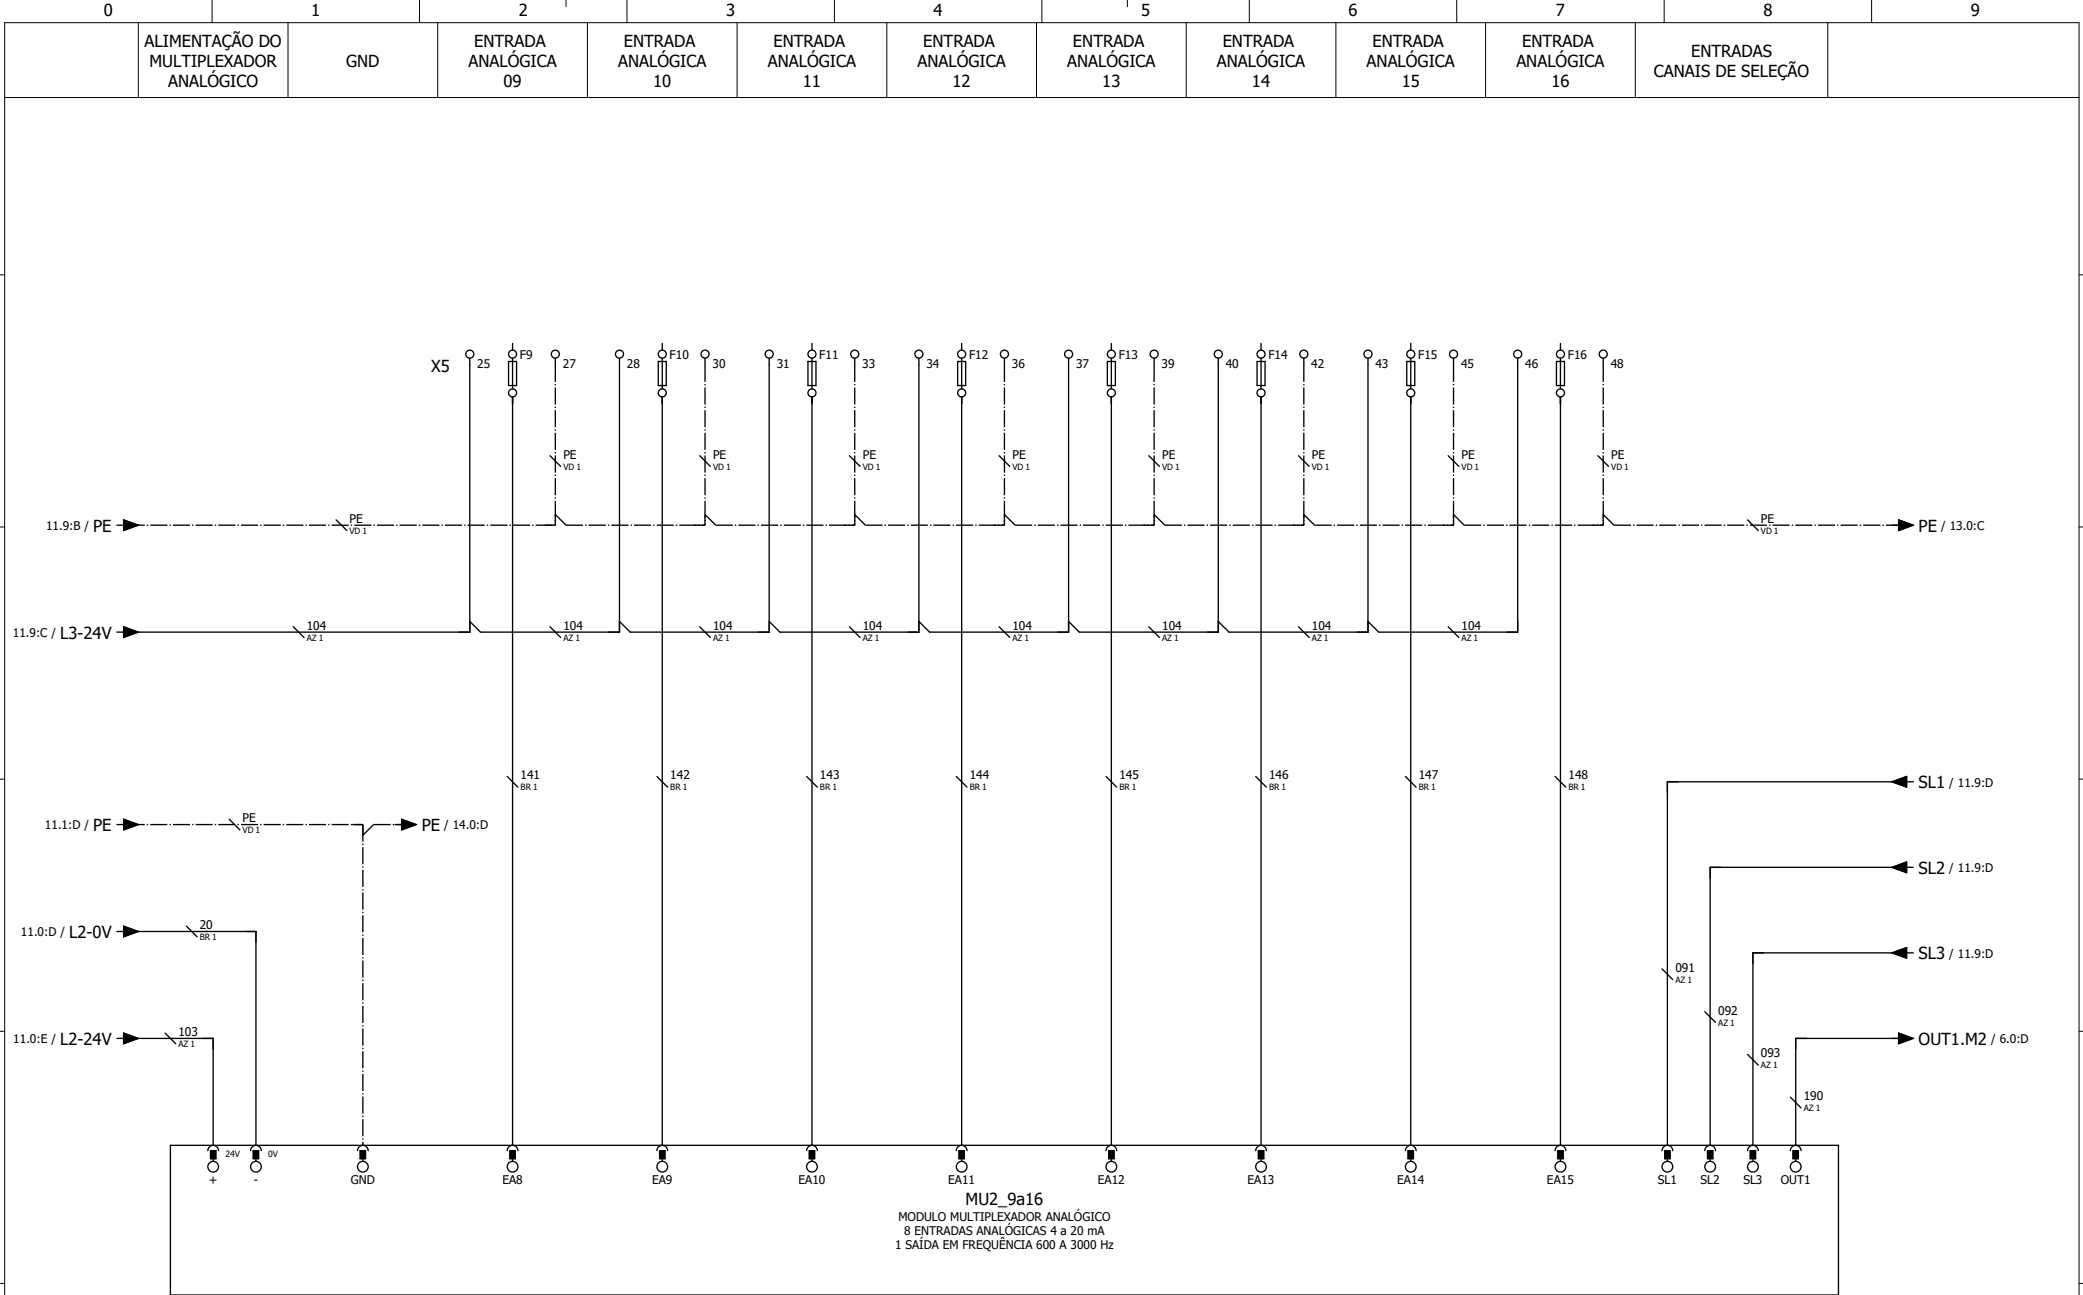 0 1 2 3 4 5 6 7 8 9
ALIMENTAÇÃO DO
MULTIPLEXADOR
ANALÓGICO
GND
ENTRADA
ANALÓGICA
09
ENTRADA
ANALÓGICA
10
ENTRADA
ANALÓGICA
11
ENTRADA
ANALÓGICA
12
ENTRADA
ANALÓGICA
13
ENTRADA
ANALÓGICA
14
ENTRADA
ANALÓGICA
15
ENTRADA
ANALÓGICA
16
ENTRADAS
CANAIS DE SELEÇÃO
X5 25 F9 27 28 F10 30 31 F11 33 34 F12 36 37 F13 39 40 F14 42 43 F15 45 46 F16 48
PE PE PE PE PE PE PE PE
VD 1 VD 1 VD 1 VD 1 VD 1 VD 1 VD 1 VD 1
11.9:B / PE PE PE PE / 13.0:C
VD 1 VD 1
11.9:C / L3-24V 104 104 104 104 104 104 104 104
AZ 1 AZ 1 AZ 1 AZ 1 AZ 1 AZ 1 AZ 1 AZ 1
141 142 143 144 145 146 147 148
BR 1 BR 1 BR 1 BR 1 BR 1 BR 1 BR 1 BR 1
SL1 / 11.9:D
11.1:D / PE PE PE / 14.0:D
VD 1
SL2 / 11.9:D
11.0:D / L2-0V 20
BR 1
SL3 / 11.9:D
091
AZ 1
092
AZ 1
11.0:E / L2-24V 103
AZ 1
OUT1.M2 / 6.0:D
093
AZ 1
190
AZ 1
24V 0V
+ - GND EA8 EA9 EA10 EA11 EA12 EA13 EA14 EA15 SL1 SL2 SL3 OUT1
MU2_9a16
MODULO MULTIPLEXADOR ANALÓGICO
8 ENTRADAS ANALÓGICAS 4 a 20 mA
1 SAÍDA EM FREQUÊNCIA 600 A 3000 Hz